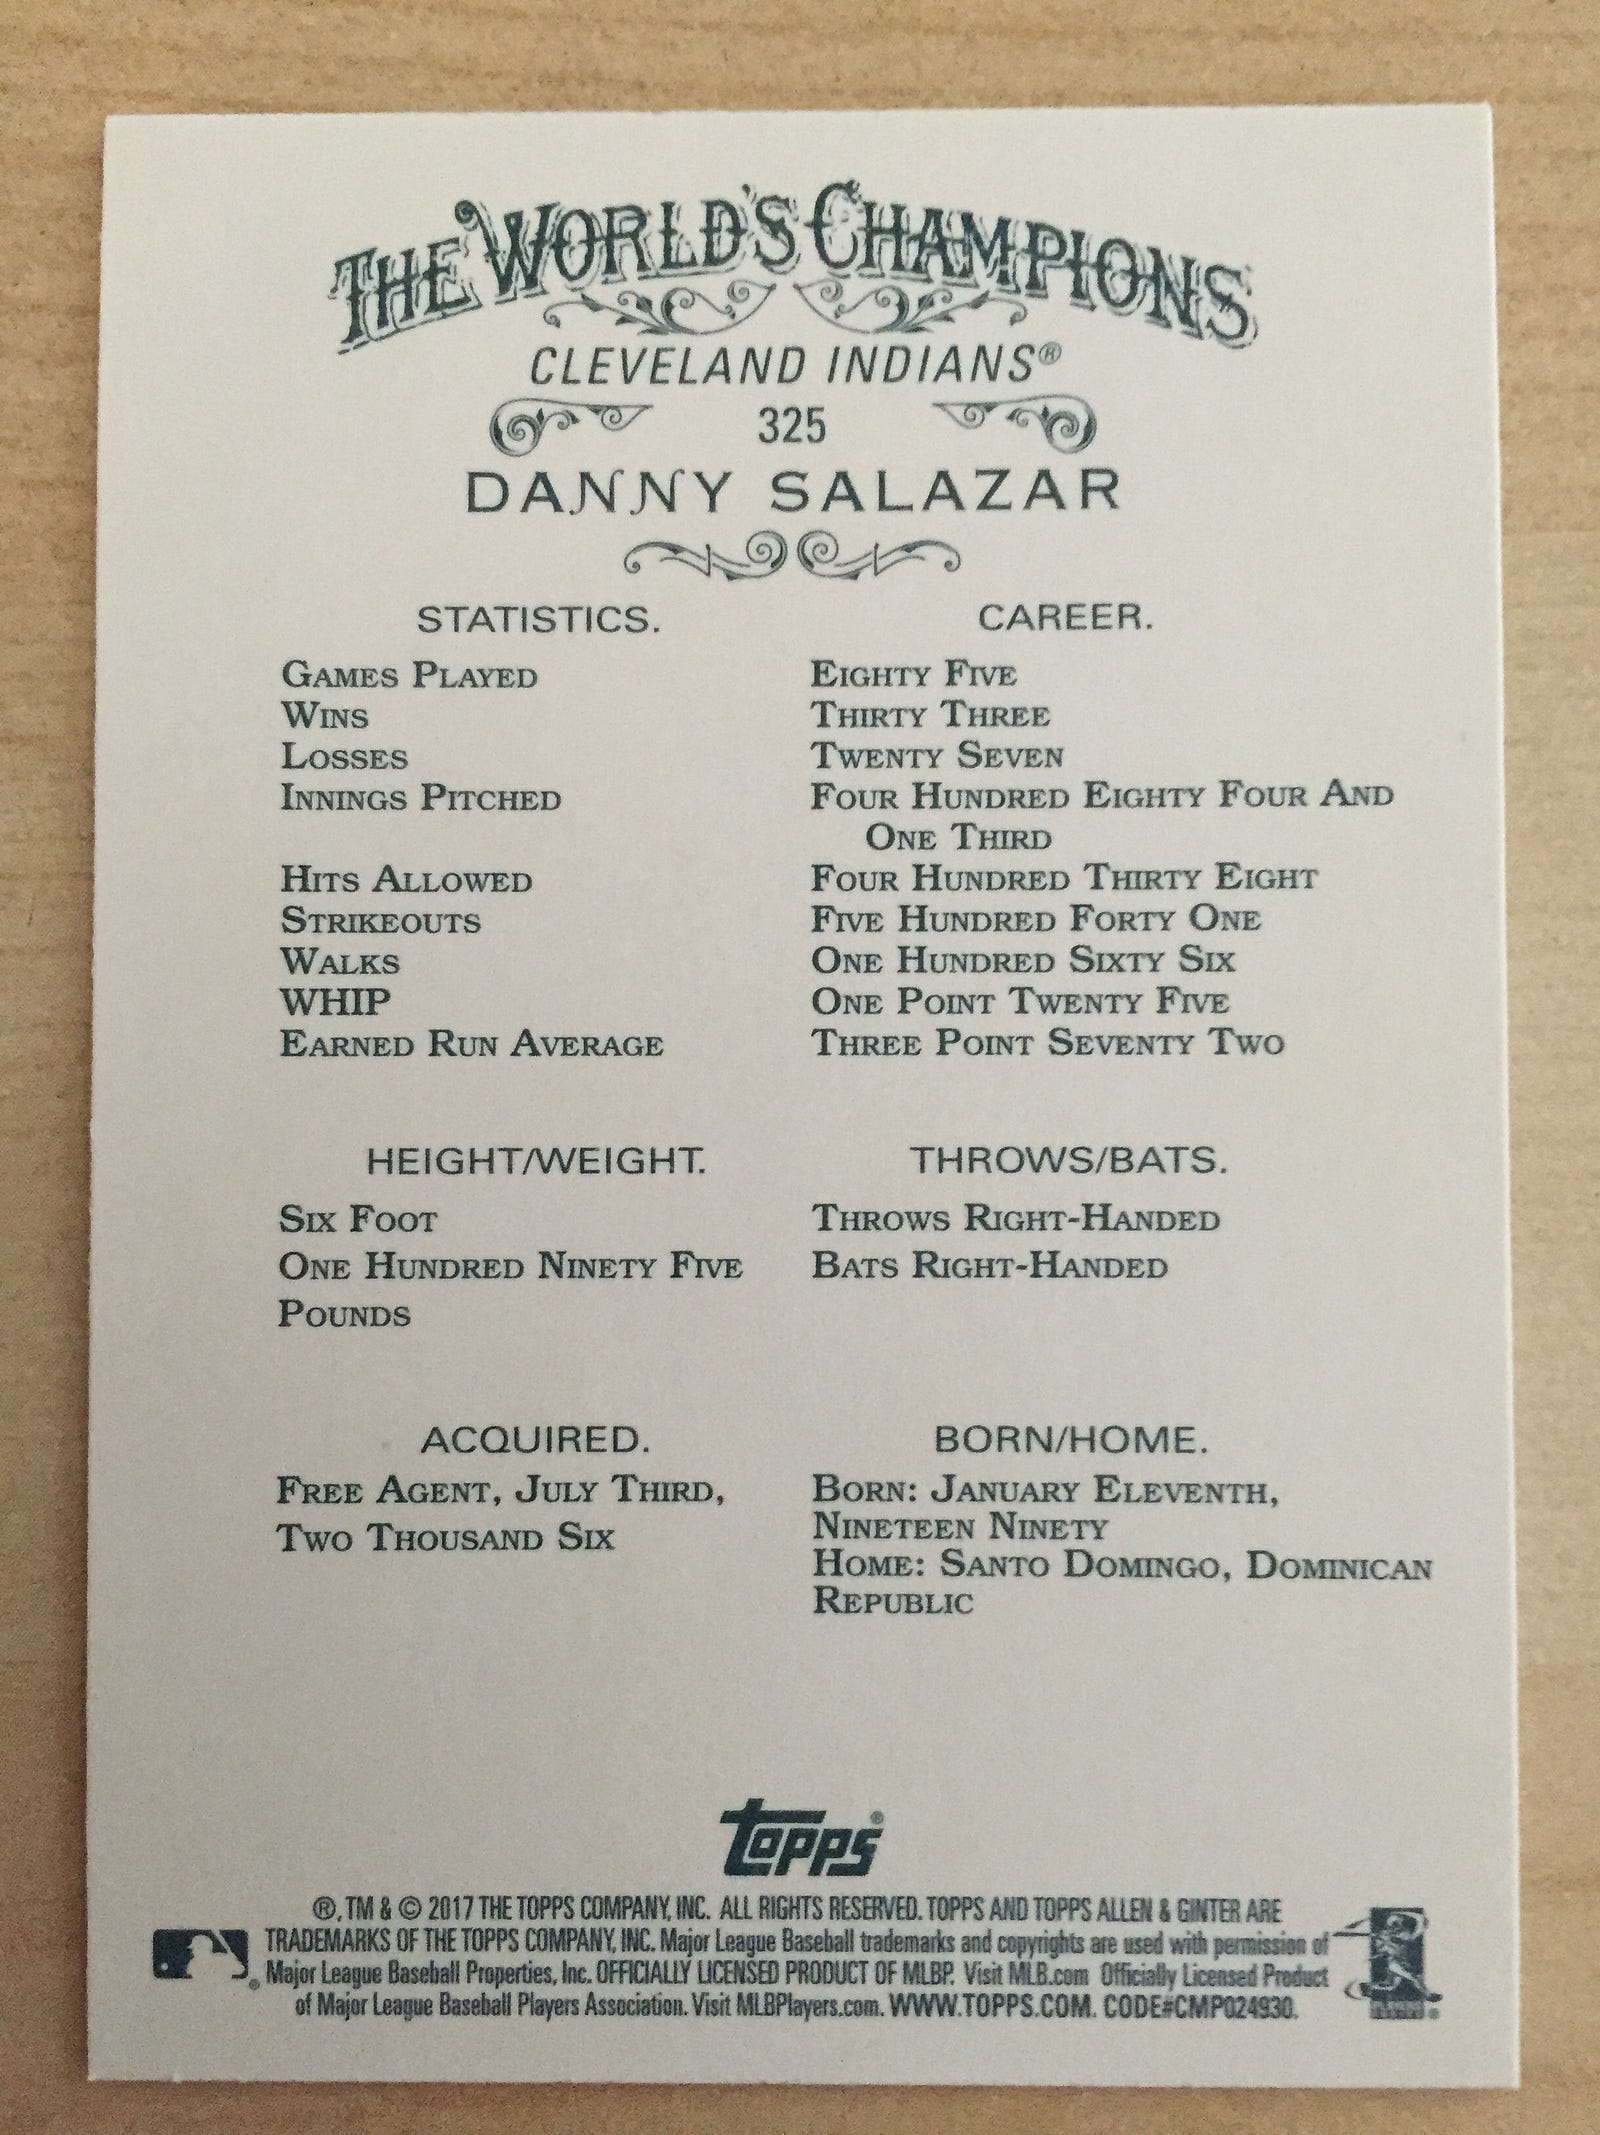 THE WORLD'S CHAMPIONS
CLEVELAND INDIANS®
325
DANNY SALAZAR
STATISTICS. CAREER.
GAMES PLAYED EIGHTY FIVE
WINS THIRTY THREE
LOSSES TWENTY SEVEN
INNINGS PITCHED FOUR HUNDRED EIGHTY FOUR AND
ONE THIRD
HITS ALLOWED FOUR HUNDRED THIRTY EIGHT
STRIKEOUTS FIVE HUNDRED FORTY ONE
WALKS ONE HUNDRED SIXTY SIX
WHIP ONE POINT TWENTY FIVE
EARNED RUN AVERAGE THREE POINT SEVENTY TWO
HEIGHT/WEIGHT.
SIX FOOT
ONE HUNDRED NINETY FIVE
POUNDS
THROWS/BATS.
THROWS RIGHT-HANDED
BATS RIGHT-HANDED
ACQUIRED.
FREE AGENT, JULY THIRD,
TWO THOUSAND SIX
BORN/HOME.
BORN: JANUARY ELEVENTH,
NINETEEN NINETY
HOME: SANTO DOMINGO, DOMINICAN
REPUBLIC
topps®
®, TM & © 2017 THE TOPPS COMPANY, INC. ALL RIGHTS RESERVED. TOPPS AND TOPPS ALLEN & GINTER ARE
TRADEMARKS OF THE TOPPS COMPANY, INC. Major League Baseball trademarks and copyrights are used with permission of
Major League Baseball Properties, Inc. OFFICIALLY LICENSED PRODUCT OF MLBP. Visit MLB.com Officially Licensed Product
of Major League Baseball Players Association. Visit MLBPlayers.com. WWW.TOPPS.COM. CODE#CMP024930.